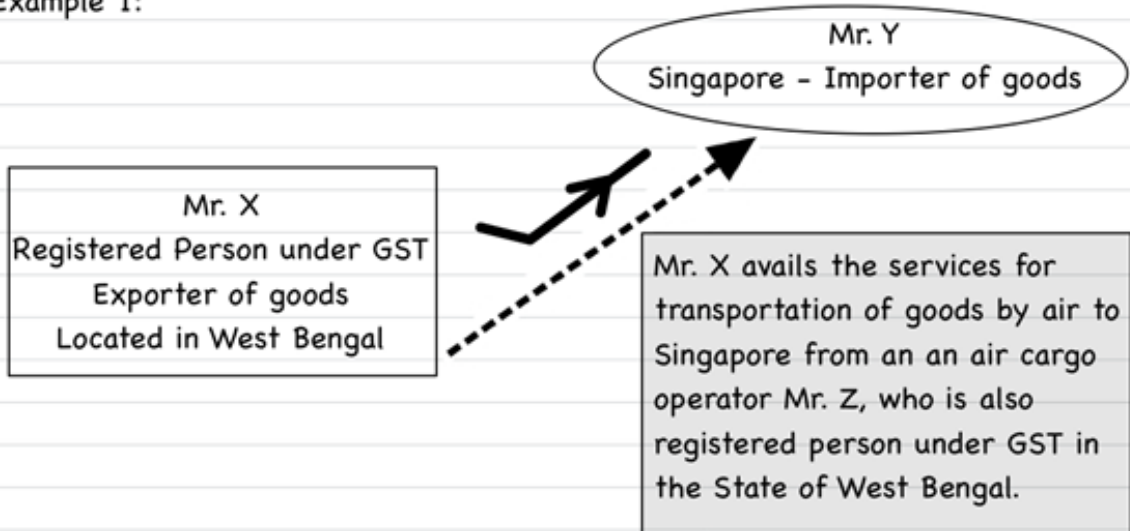 Example 1:
Mr. Y
Singapore - Importer of goods
Mr. X
Registered Person under GST
Exporter of goods
Located in West Bengal
Mr. X avails the services for
transportation of goods by air to
Singapore from an an air cargo
operator Mr. Z, who is also
registered person under GST in
the State of West Bengal.